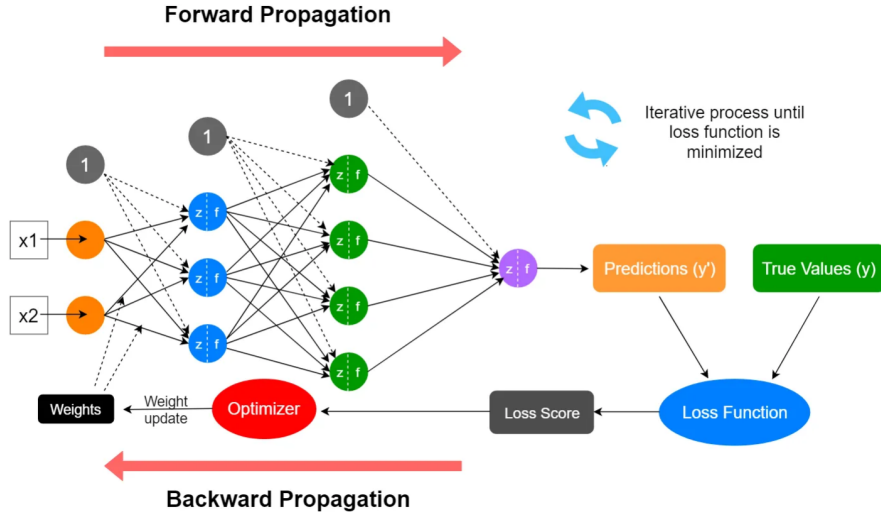 Forward Propagation
1
1
1
Iterative process until
loss function is
minimized
z f
z f
x1
z f
z f
z f
Predictions (y')
True Values (y)
z f
x2
z f
z f
z f
Weights
Weight
update
Optimizer
Loss Score
Loss Function
Backward Propagation